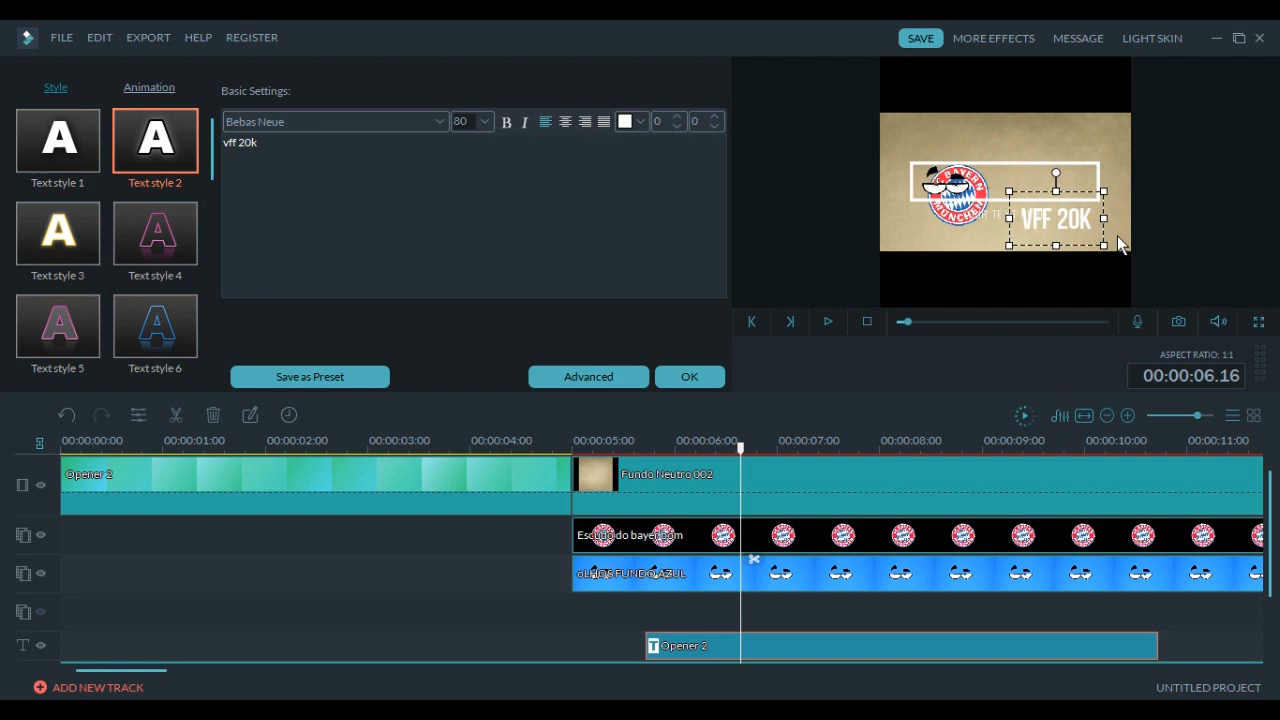 FILE EDIT EXPORT HELP REGISTER SAVE MORE EFFECTS MESSAGE LIGHT SKIN
Style Animation Basic Settings:
Bebas Neue 80 B I 0 0
vff 20k
Text style 1 Text style 2
Text style 3 Text style 4
Text style 5 Text style 6
BAYERN
MÜNCHEN
VFF 20K
Save as Preset Advanced OK
ASPECT RATIO: 1:1
00:00:06.16
00:00:00:00 00:00:01:00 00:00:02:00 00:00:03:00 00:00:04:00 00:00:05:00 00:00:06:00 00:00:07:00 00:00:08:00 00:00:09:00 00:00:10:00 00:00:11:00
Opener 2 Fundo Neutro 002
Escudo do bayer bom
oLHOS FUNDO AZUL
T Opener 2
ADD NEW TRACK UNTITLED PROJECT